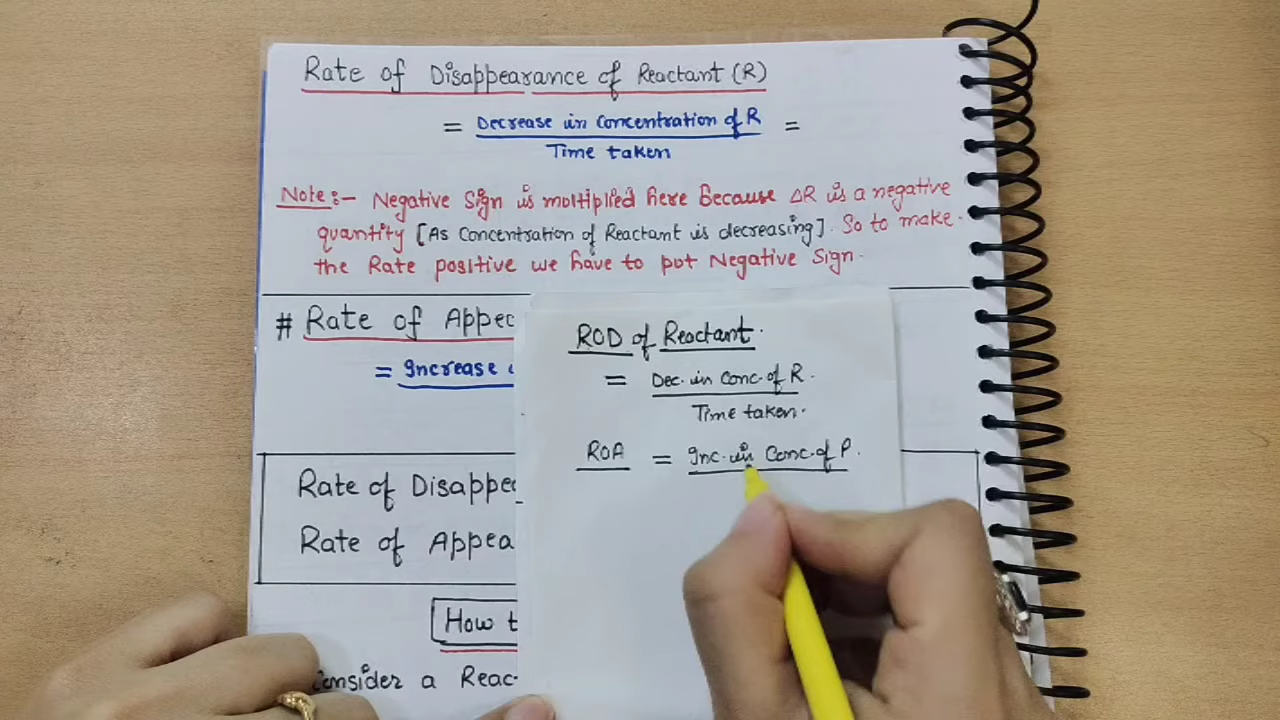 Rate of Disappearance of Reactant (R)
= Decrease in Concentration of R =
Time taken
Note:- Negative Sign is moltiplied here Because ΔR is a negative
quantity [As Concentration of Reactant is decreasing]. So to make
the Rate positive we have to put Negative Sign.
# Rate of Appea
= Increase
Rate of Disappea
Rate of Appea
How t
Consider a Reac-
ROD of Reactant.
= Dec. in Conc. of R.
Time taken.
ROA = Inc. in Conc. of P.